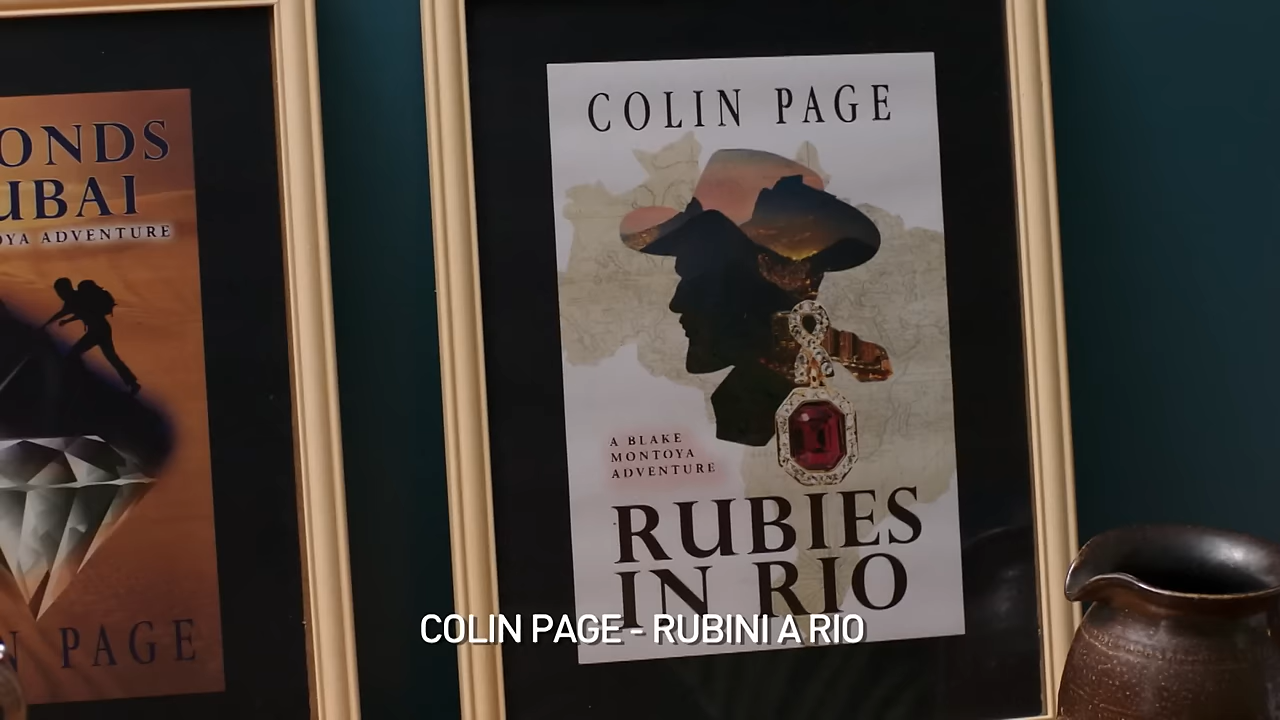 ONDS
UBAI
OYA ADVENTURE
N PAGE
COLIN PAGE
A BLAKE
MONTOYA
ADVENTURE
RUBIES
IN RIO
COLIN PAGE - RUBINI A RIO